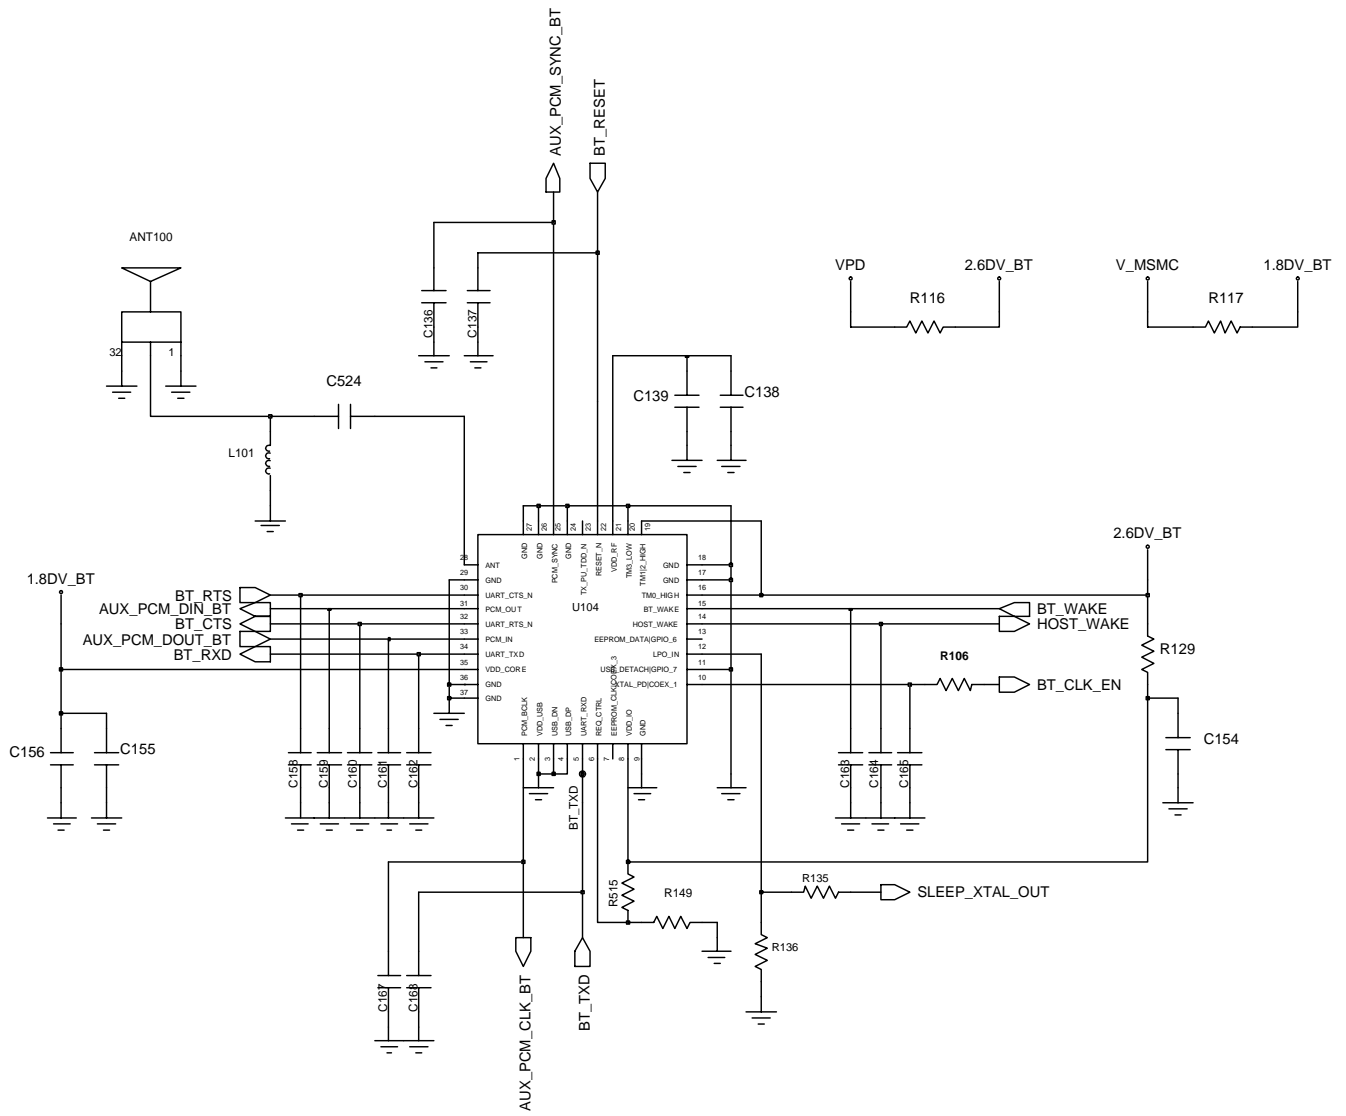 AUX_PCM_SYNC_BT
BT_RESET
ANT100
32
1
C136
C137
VPD
2.6DV_BT
R116
V_MSMC
1.8DV_BT
R117
C524
C139
C138
L101
27
26
25
24
23
22
21
20
19
GND
GND
PCM_SYNC
GND
TX_PU_TDD_N
RESET_N
VDD_RF
TM3_LOW
TM1|2_HIGH
2.6DV_BT
28 ANT
29 GND
30 UART_CTS_N
31 PCM_OUT
32 UART_RTS_N
33 PCM_IN
34 UART_TXD
35 VDD_CORE
36 GND
37 GND
U104
GND 18
GND 17
TM0_HIGH 16
BT_WAKE 15
HOST_WAKE 14
EEPROM_DATA|GPIO_6 13
LPO_IN 12
USB_DETACH|GPIO_7 11
XTAL_PD|COEX_1 10
1.8DV_BT
BT_RTS
AUX_PCM_DIN_BT
BT_CTS
AUX_PCM_DOUT_BT
BT_RXD
BT_WAKE
HOST_WAKE
R129
R106
BT_CLK_EN
PCM_BCLK
VDD_USB
USB_DN
USB_DP
UART_RXD
REQ_CTRL
EEPROM_CLK|COEX_3
VDD_IO
GND
1
2
3
4
5
6
7
8
9
C156
C155
C158
C159
C160
C161
C162
C163
C164
C165
C154
BT_TXD
R515
R149
R135
SLEEP_XTAL_OUT
R136
C167
C168
AUX_PCM_CLK_BT
BT_TXD